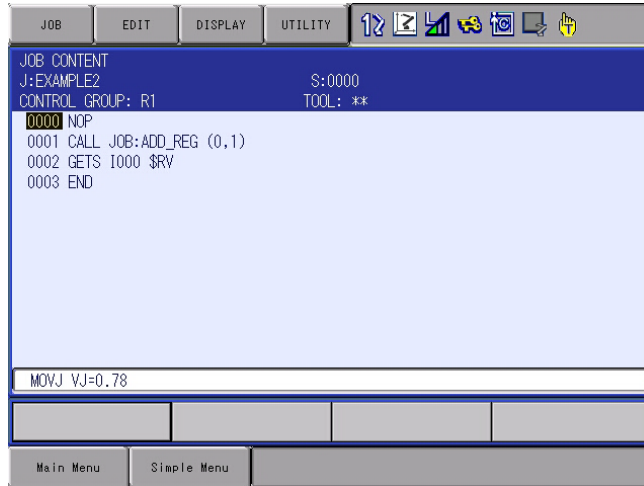 JOB EDIT DISPLAY UTILITY
JOB CONTENT
J:EXAMPLE2 S:0000
CONTROL GROUP: R1 TOOL: **
0000 NOP
0001 CALL JOB:ADD_REG (0,1)
0002 GETS I000 $RV
0003 END
MOVJ VJ=0.78
Main Menu Simple Menu